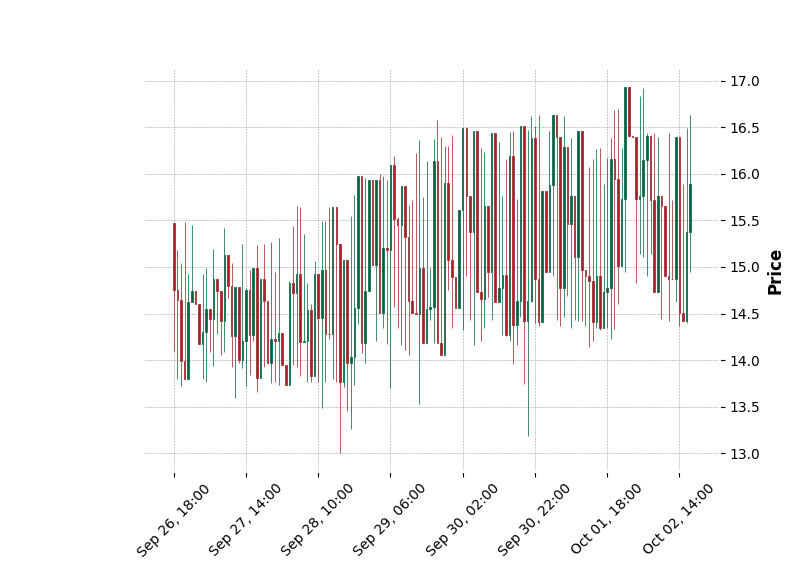 17.0
16.5
16.0
15.5
15.0
14.5
14.0
13.5
13.0
Price
Sep 26, 18:00
Sep 27, 14:00
Sep 28, 10:00
Sep 29, 06:00
Sep 30, 02:00
Sep 30, 22:00
Oct 01, 18:00
Oct 02, 14:00